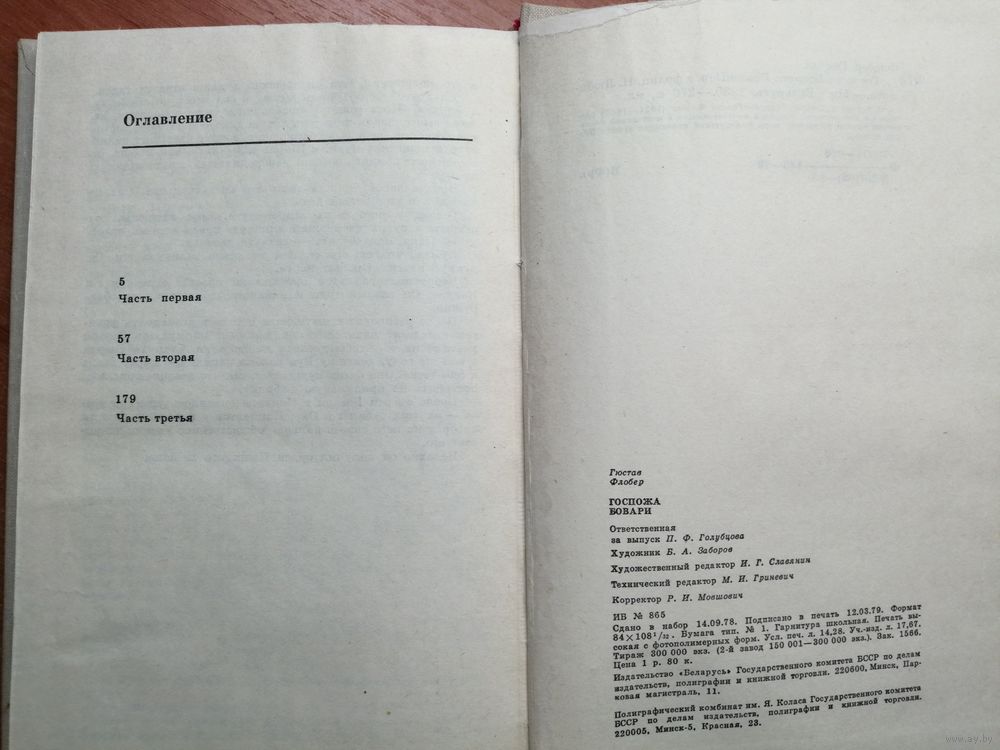 Оглавление
5
Часть первая
57
Часть вторая
179
Часть третья
Гюстав
Флобер
ГОСПОЖА
БОВАРИ
Ответственная
за выпуск П. Ф. Голубцова
Художник Б. А. Заборов
Художественный редактор И. Г. Славянин
Технический редактор М. И. Гриневич
Корректор Р. И. Мовшович
ИБ № 865
Сдано в набор 14.09.78. Подписано в печать 12.03.79. Формат
84×108¹/₃₂. Бумага тип. № 1. Гарнитура школьная. Печать вы-
сокая с фотополимерных форм. Усл. печ. л. 14,28. Уч.-изд. л. 17,67.
Тираж 300 000 экз. (2-й завод 150 001—300 000 экз.). Зак. 1566.
Цена 1 р. 80 к.
Издательство «Беларусь» Государственного комитета БССР по делам
издательств, полиграфии и книжной торговли. 220600, Минск, Пар-
ковая магистраль, 11.
Полиграфический комбинат им. Я. Коласа Государственного комитета
БССР по делам издательств, полиграфии и книжной торговли.
220005, Минск-5, Красная, 23.
www.ay.by